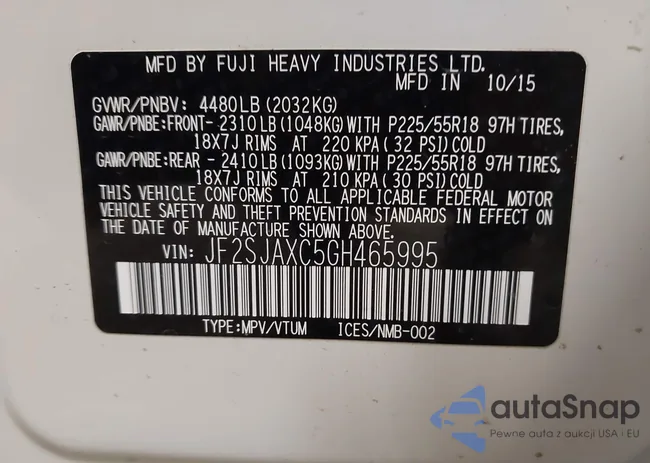 MFD BY FUJI HEAVY INDUSTRIES LTD.
MFD IN 10/15
GVWR/PNBV: 4480LB (2032KG)
GAWR/PNBE:FRONT- 2310LB (1048KG) WITH P225/55R18 97H TIRES,
18X7J RIMS AT 220 KPA ( 32 PSI) COLD
GAWR/PNBE:REAR - 2410LB (1093KG) WITH P225/55R18 97H TIRES,
18X7J RIMS AT 210 KPA ( 30 PSI) COLD
THIS VEHICLE CONFORMS TO ALL APPLICABLE FEDERAL MOTOR
VEHICLE SAFETY AND THEFT PREVENTION STANDARDS IN EFFECT ON
THE DATE OF MANUFACTURE SHOWN ABOVE.
VIN: JF2SJAXC5GH465995
TYPE:MPV/VTUM ICES/NMB-002
autaSnap
Pewne auta z aukcji USA - EU